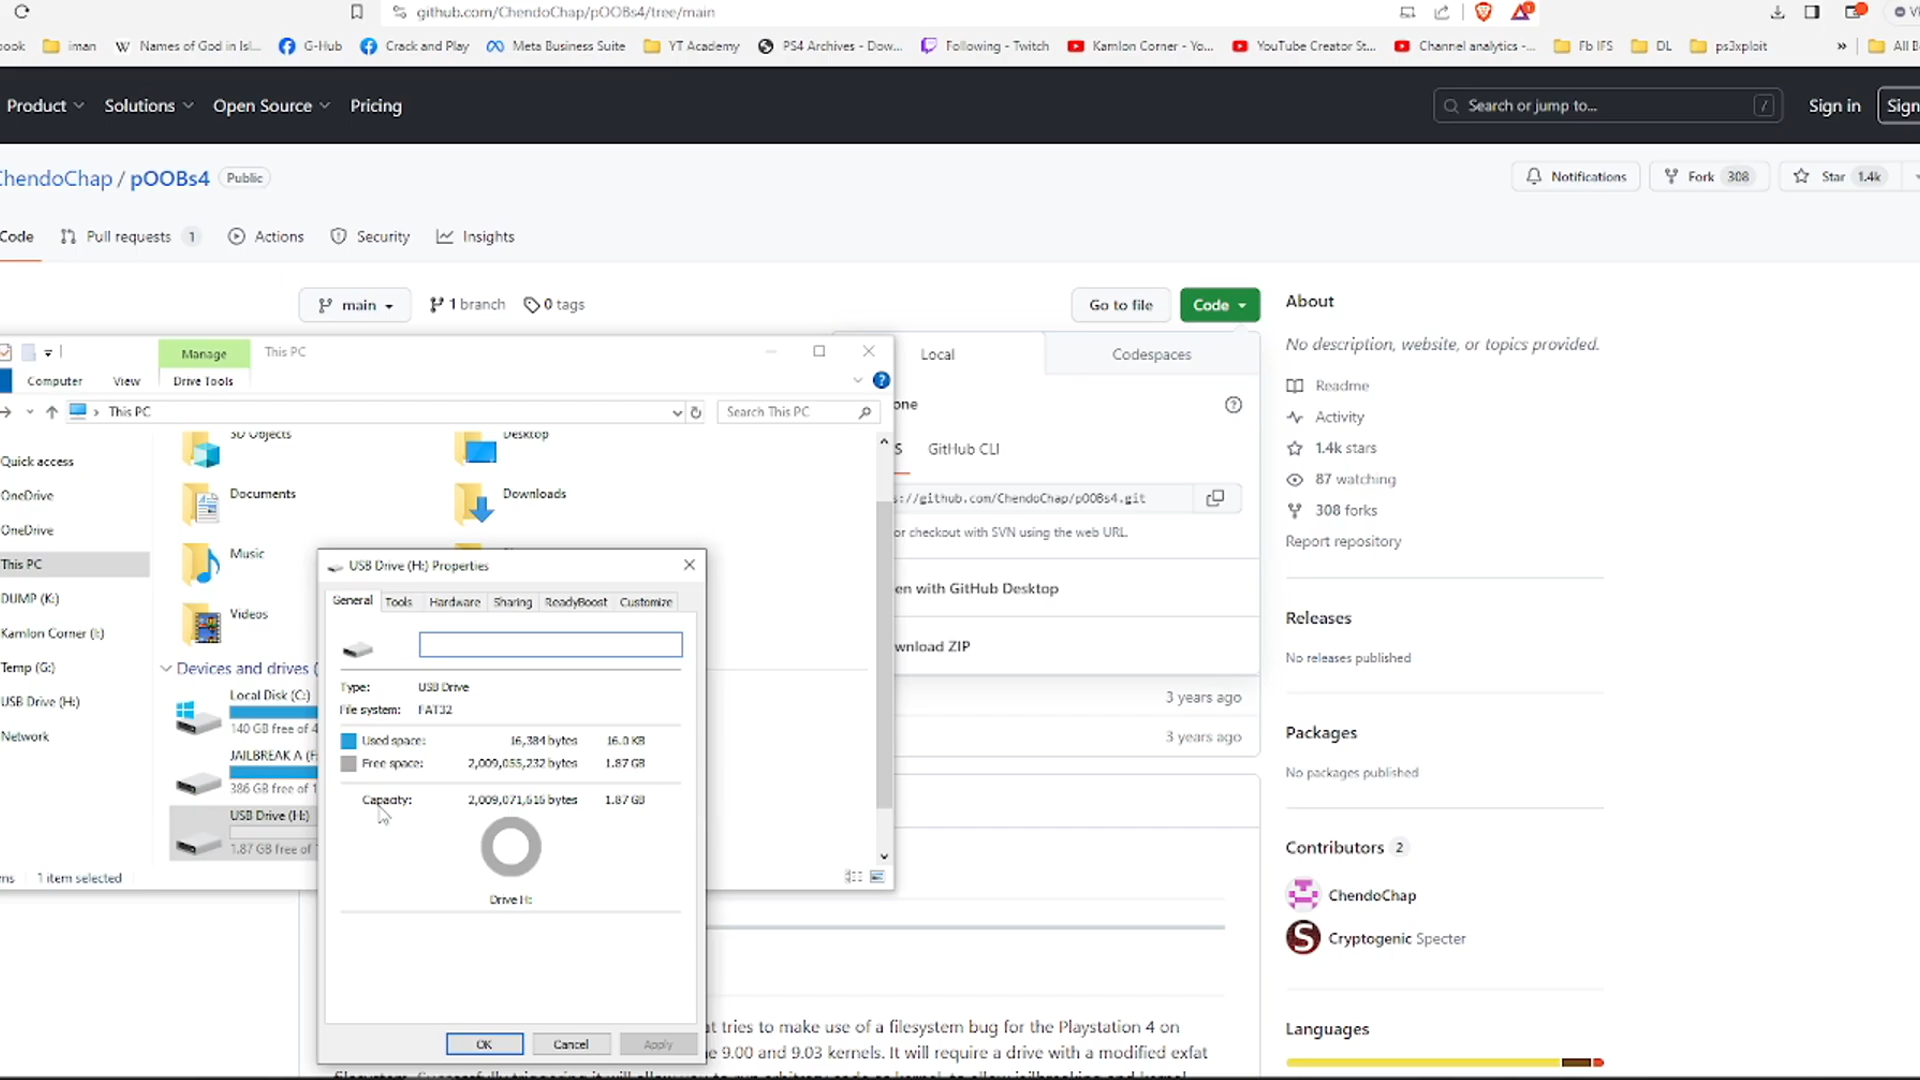 github.com/ChendoChap/pOOBs4/tree/main
book iman Names of God in Isl... G-Hub Crack and Play Meta Business Suite YT Academy PS4 Archives - Dow... Following - Twitch Kamlon Corner - Yo... YouTube Creator St... Channel analytics -... Fb IFS DL ps3xploit » All B
Product Solutions Open Source Pricing Search or jump to... / Sign in Sign
ChendoChap / pOOBs4 Public
Notifications Fork 308 Star 1.4k
Code Pull requests 1 Actions Security Insights
main 1 branch 0 tags Go to file Code
Manage This PC
Computer View Drive Tools
This PC Search This PC
3D Objects Desktop
Quick access
Documents Downloads
OneDrive
OneDrive
Music
This PC
DUMP (K:)
Videos
Kamlon Corner (I:)
Temp (G:)
Devices and drives (
USB Drive (H:)
Local Disk (C:)
140 GB free of 4
Network
JAILBREAK A (F:
386 GB free of 1
USB Drive (H:)
1.87 GB free of
ms 1 item selected
USB Drive (H:) Properties
General Tools Hardware Sharing ReadyBoost Customize
Type: USB Drive
File system: FAT32
Used space: 16,384 bytes 16.0 KB
Free space: 2,009,055,232 bytes 1.87 GB
Capacity: 2,009,071,616 bytes 1.87 GB
Drive H:
OK Cancel Apply
Local Codespaces
one
S GitHub CLI
s://github.com/ChendoChap/pOOBs4.git
or checkout with SVN using the web URL.
en with GitHub Desktop
wnload ZIP
3 years ago
3 years ago
at tries to make use of a filesystem bug for the Playstation 4 on
e 9.00 and 9.03 kernels. It will require a drive with a modified exfat
About
No description, website, or topics provided.
Readme
Activity
1.4k stars
87 watching
308 forks
Report repository
Releases
No releases published
Packages
No packages published
Contributors 2
ChendoChap
Cryptogenic Specter
Languages